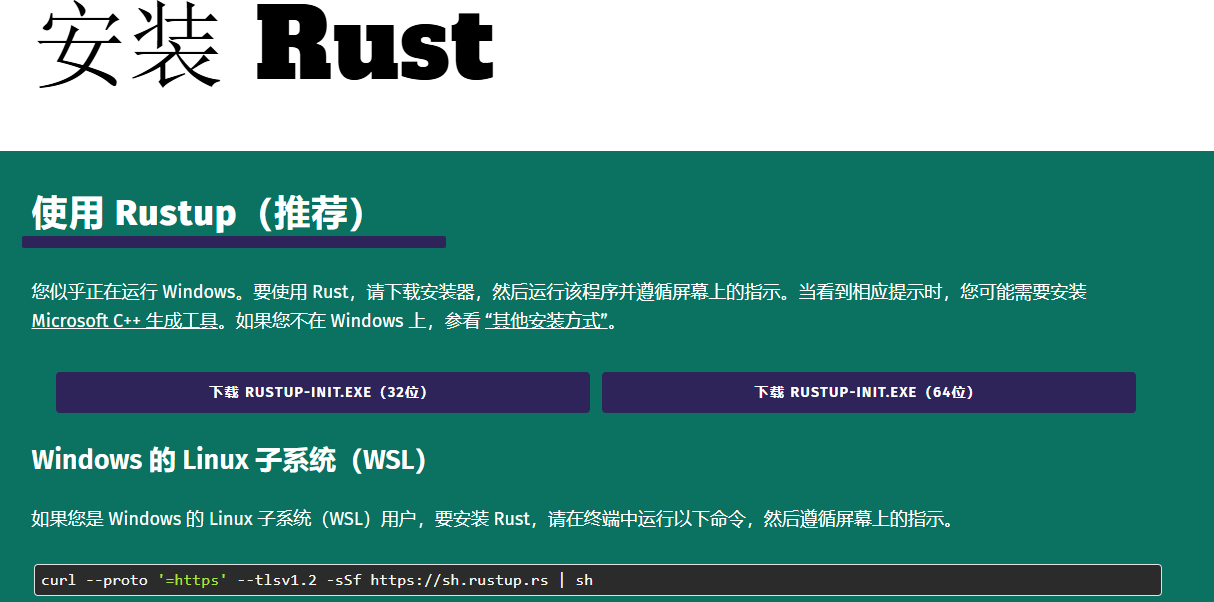 安装 Rust
使用 Rustup（推荐）
您似乎正在运行 Windows。要使用 Rust，请下载安装器，然后运行该程序并遵循屏幕上的指示。当看到相应提示时，您可能需要安装
Microsoft C++ 生成工具。如果您不在 Windows 上，参看 “其他安装方式”。
下载 RUSTUP-INIT.EXE（32位）
下载 RUSTUP-INIT.EXE（64位）
Windows 的 Linux 子系统（WSL）
如果您是 Windows 的 Linux 子系统（WSL）用户，要安装 Rust，请在终端中运行以下命令，然后遵循屏幕上的指示。
curl --proto '=https' --tlsv1.2 -sSf https://sh.rustup.rs | sh